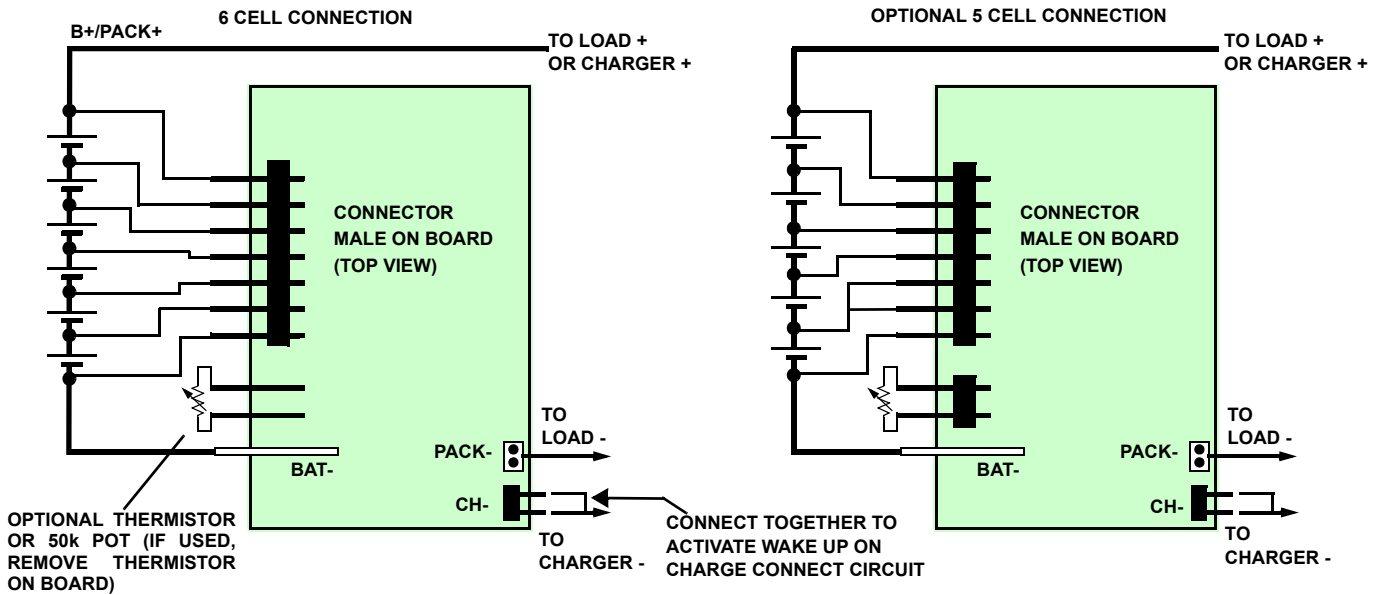 6 CELL CONNECTION
B+/PACK+
TO LOAD +
OR CHARGER +
CONNECTOR
MALE ON BOARD
(TOP VIEW)
PACK-
TO
LOAD -
BAT-
CH-
TO
CHARGER -
OPTIONAL THERMISTOR
OR 50k POT (IF USED,
REMOVE THERMISTOR
ON BOARD)
CONNECT TOGETHER TO
ACTIVATE WAKE UP ON
CHARGE CONNECT CIRCUIT
OPTIONAL 5 CELL CONNECTION
TO LOAD +
OR CHARGER +
CONNECTOR
MALE ON BOARD
(TOP VIEW)
PACK-
TO
LOAD -
BAT-
CH-
TO
CHARGER -